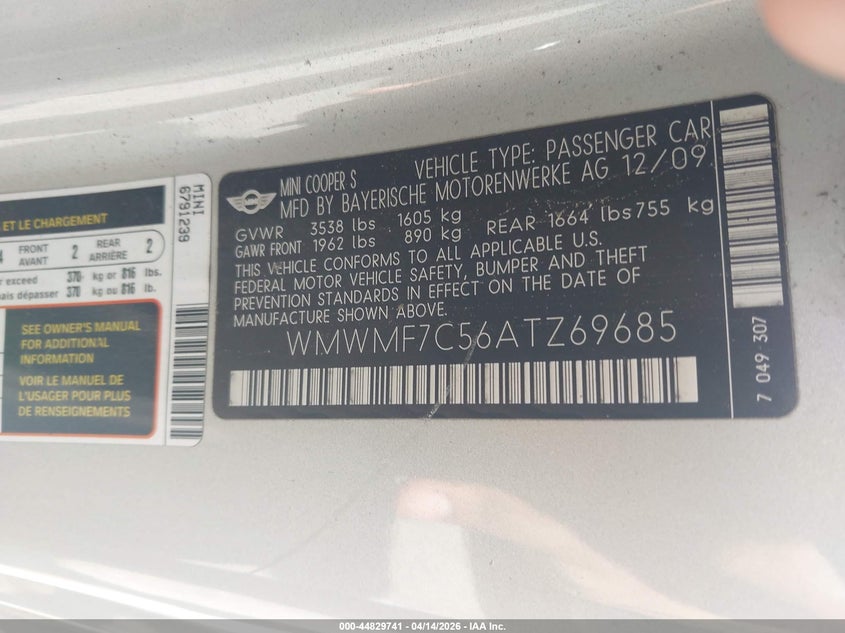 MINI COOPER S VEHICLE TYPE: PASSENGER CAR
MFD BY BAYERISCHE MOTORENWERKE AG 12/09
GVWR 3538 lbs 1605 kg
GAWR FRONT 1962 lbs 890 kg REAR 1664 lbs 755 kg
THIS VEHICLE CONFORMS TO ALL APPLICABLE U.S.
FEDERAL MOTOR VEHICLE SAFETY, BUMPER AND THEFT
PREVENTION STANDARDS IN EFFECT ON THE DATE OF
MANUFACTURE SHOWN ABOVE.
WMWMF7C56ATZ69685
7 049 307
MINI
6791239
ET LE CHARGEMENT
4 FRONT 2 REAR 2
AVANT ARRIÈRE
exceed 370 kg or 816 lbs.
dépasser 370 kg ou 816 lb.
SEE OWNER'S MANUAL
FOR ADDITIONAL
INFORMATION
VOIR LE MANUEL DE
L'USAGER POUR PLUS
DE RENSEIGNEMENTS
000-44829741 - 04/14/2026 - IAA Inc.